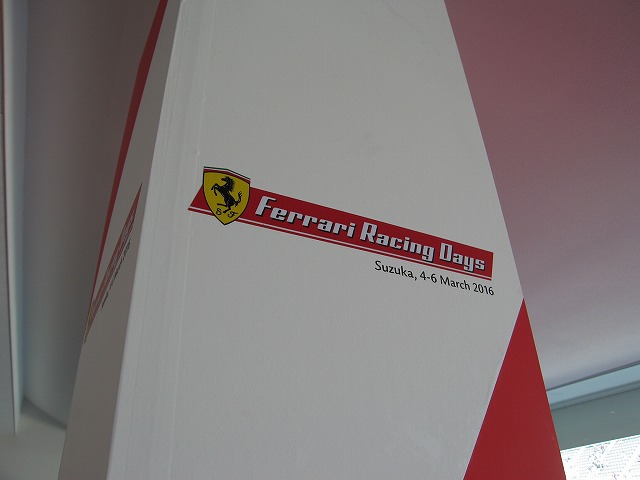 S F
Ferrari Racing Days
Suzuka, 4-6 March 2016